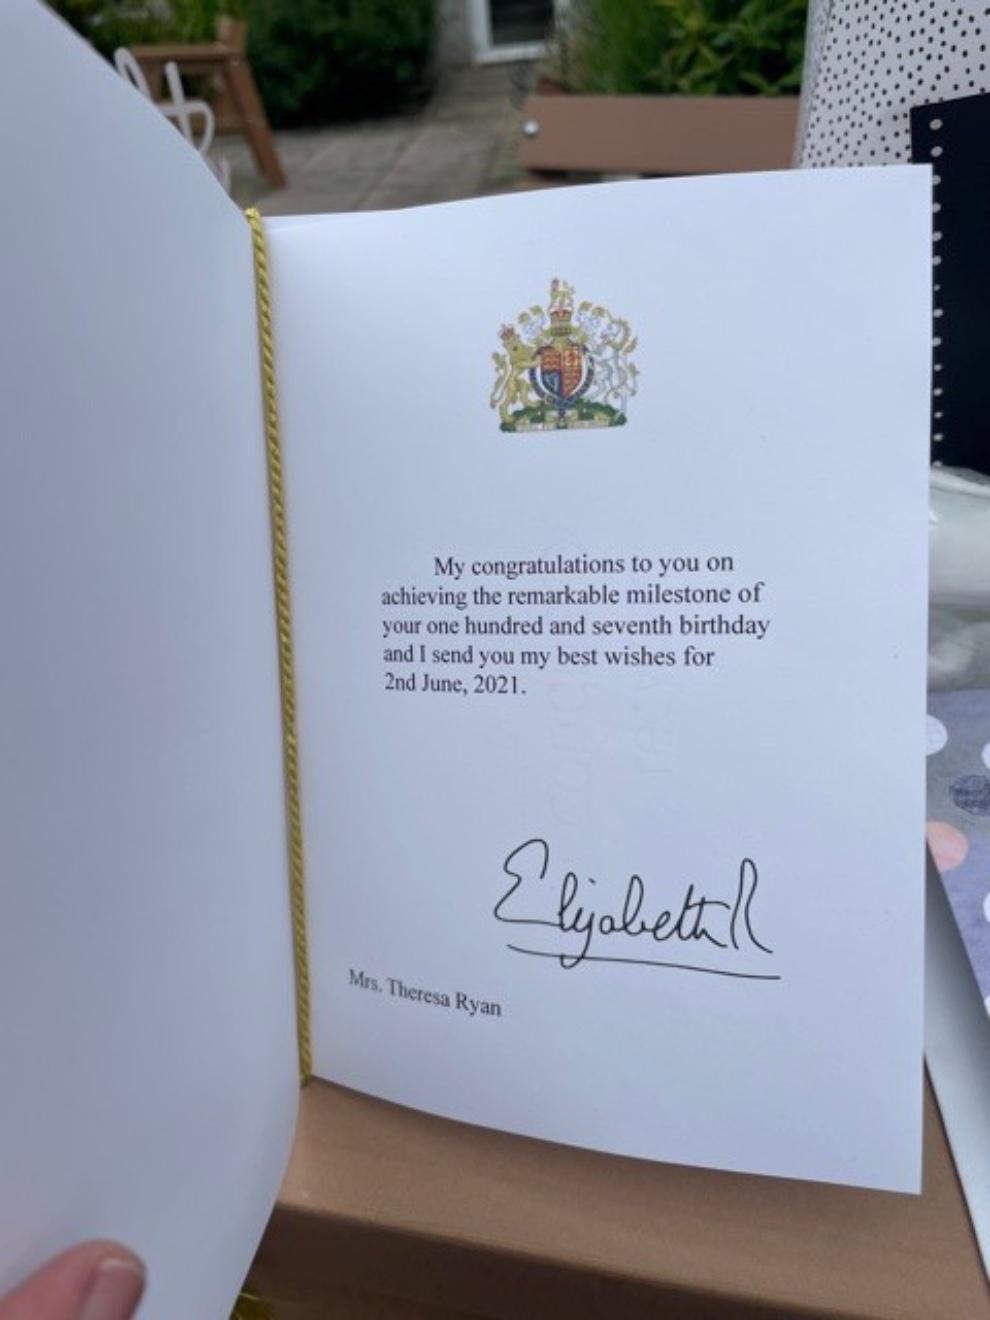 My congratulations to you on
achieving the remarkable milestone of
your one hundred and seventh birthday
and I send you my best wishes for
2nd June, 2021.
Elizabeth R
Mrs. Theresa Ryan